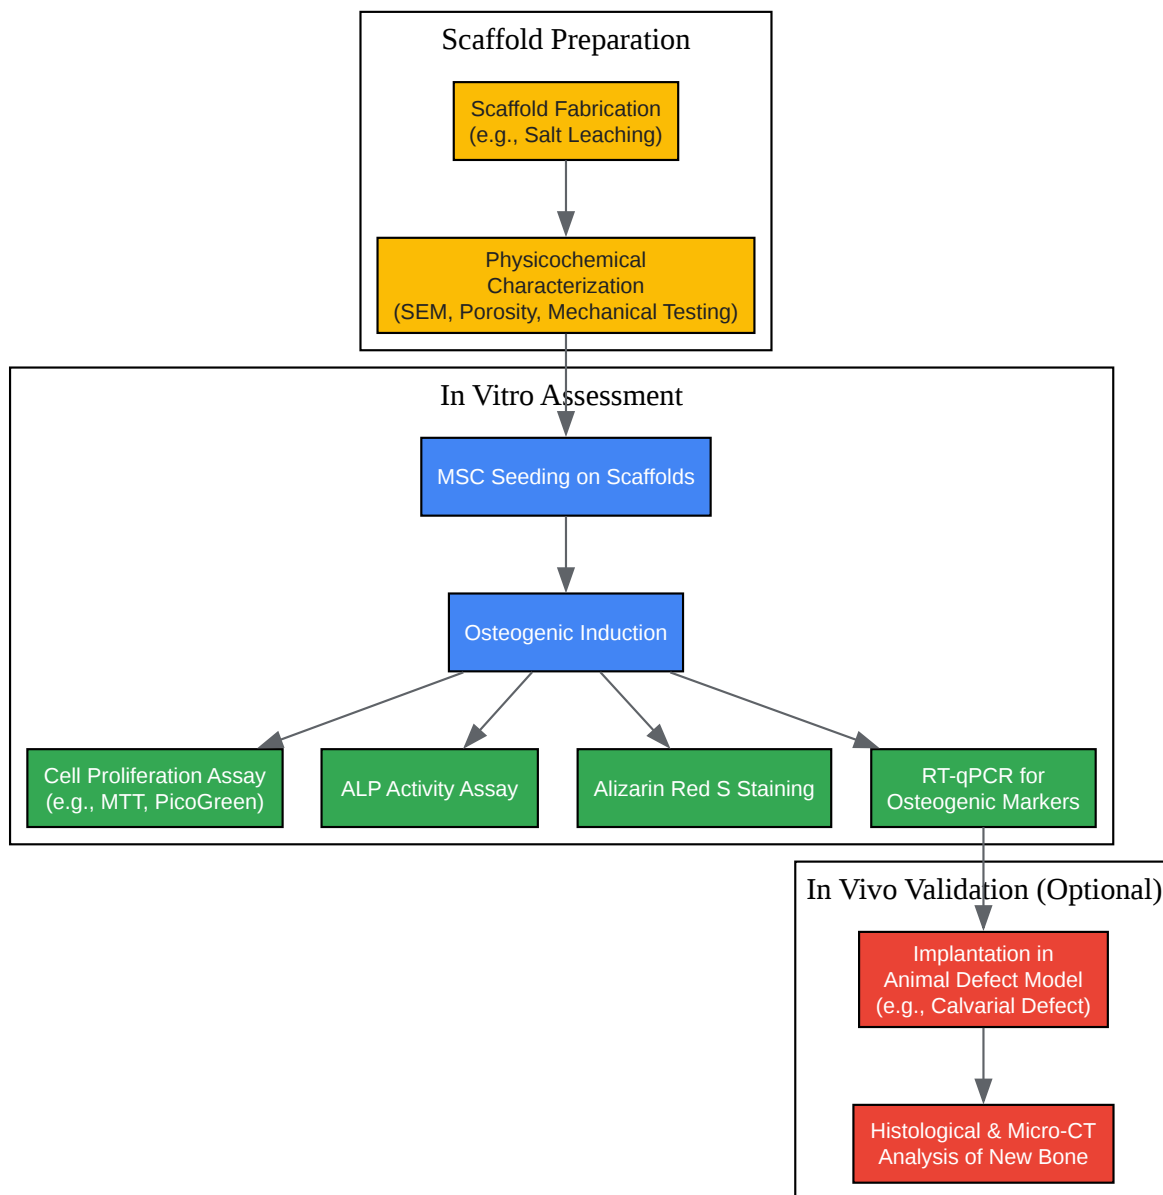 Scaffold Preparation
Scaffold Fabrication
(e.g., Salt Leaching)
Physicochemical
Characterization
(SEM, Porosity, Mechanical Testing)
In Vitro Assessment
MSC Seeding on Scaffolds
Osteogenic Induction
Cell Proliferation Assay
(e.g., MTT, PicoGreen)
ALP Activity Assay
Alizarin Red S Staining
RT-qPCR for
Osteogenic Markers
In Vivo Validation (Optional)
Implantation in
Animal Defect Model
(e.g., Calvarial Defect)
Histological & Micro-CT
Analysis of New Bone